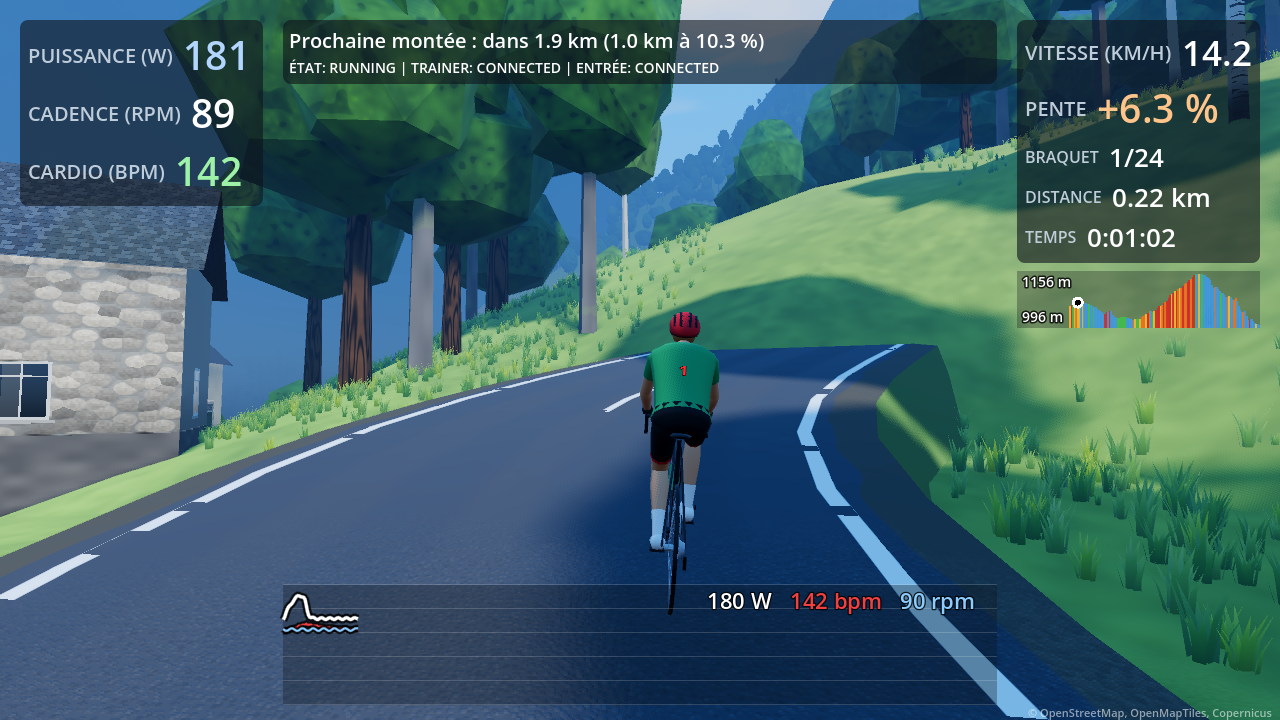 PUISSANCE (W) 181
CADENCE (RPM) 89
CARDIO (BPM) 142
Prochaine montée : dans 1.9 km (1.0 km à 10.3 %)
ÉTAT: RUNNING | TRAINER: CONNECTED | ENTRÉE: CONNECTED
VITESSE (KM/H) 14.2
PENTE +6.3 %
BRAQUET 1/24
DISTANCE 0.22 km
TEMPS 0:01:02
1156 m
996 m
1
180 W 142 bpm 90 rpm
© OpenStreetMap, OpenMapTiles, Copernicus